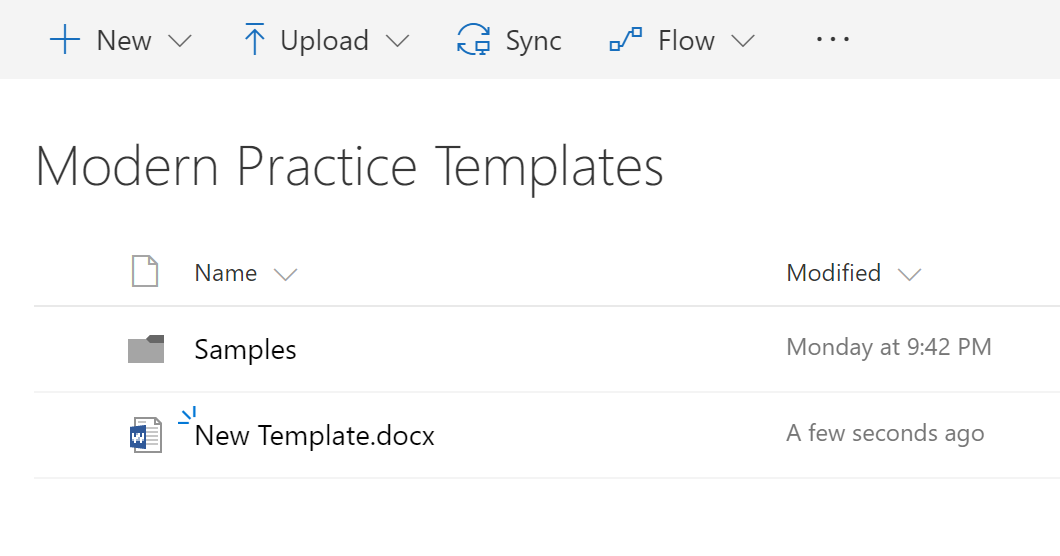 New Upload Sync Flow ...
Modern Practice Templates
Name Modified
Samples Monday at 9:42 PM
New Template.docx A few seconds ago